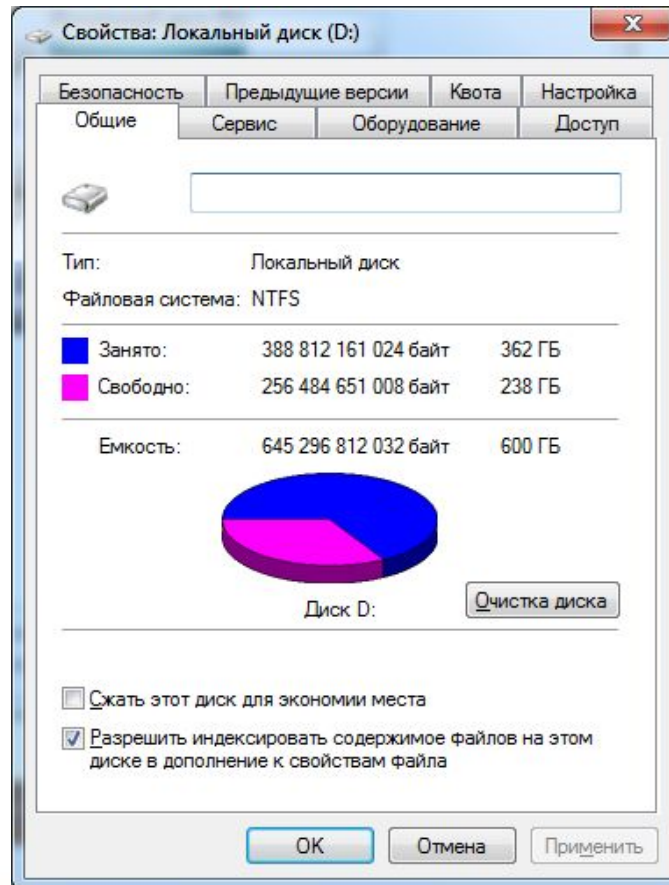 Свойства: Локальный диск (D:)
Безопасность Предыдущие версии Квота Настройка
Общие Сервис Оборудование Доступ
Тип: Локальный диск
Файловая система: NTFS
Занято: 388 812 161 024 байт 362 ГБ
Свободно: 256 484 651 008 байт 238 ГБ
Емкость: 645 296 812 032 байт 600 ГБ
Диск D:
Очистка диска
Сжать этот диск для экономии места
Разрешить индексировать содержимое файлов на этом
диске в дополнение к свойствам файла
ОК Отмена Применить